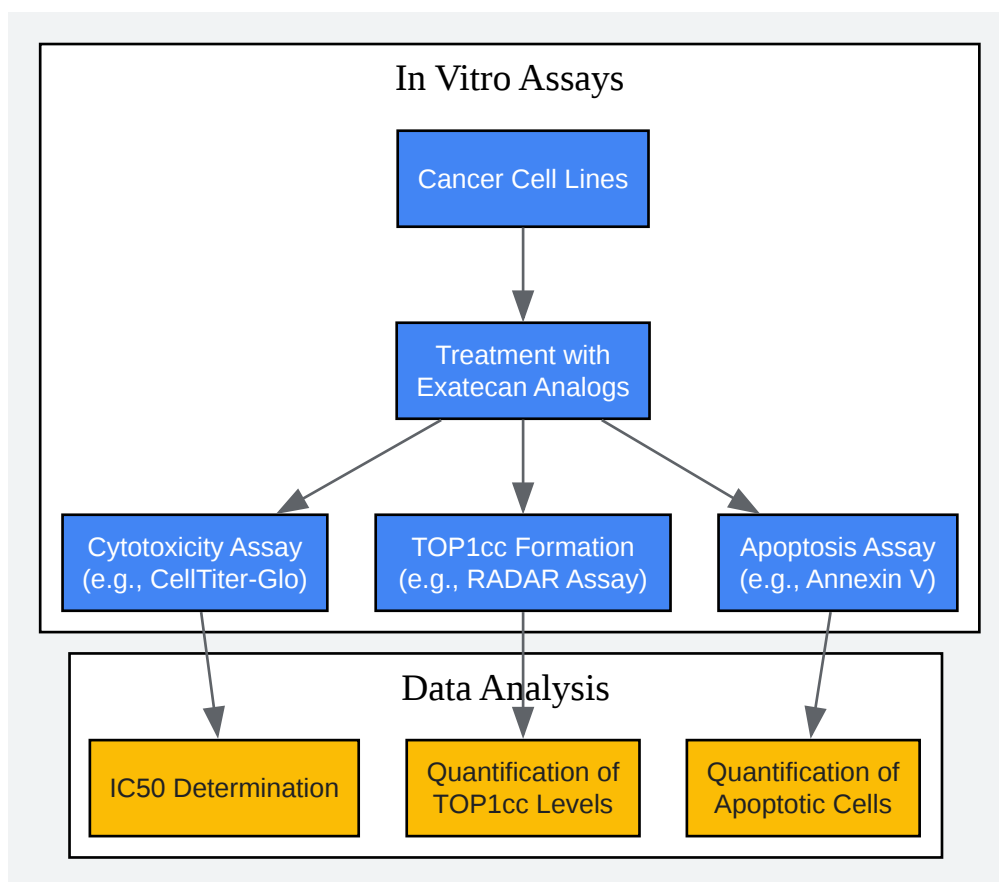 In Vitro Assays
Cancer Cell Lines
Treatment with
Exatecan Analogs
Cytotoxicity Assay
(e.g., CellTiter-Glo)
TOP1cc Formation
(e.g., RADAR Assay)
Apoptosis Assay
(e.g., Annexin V)
Data Analysis
IC50 Determination
Quantification of
TOP1cc Levels
Quantification of
Apoptotic Cells